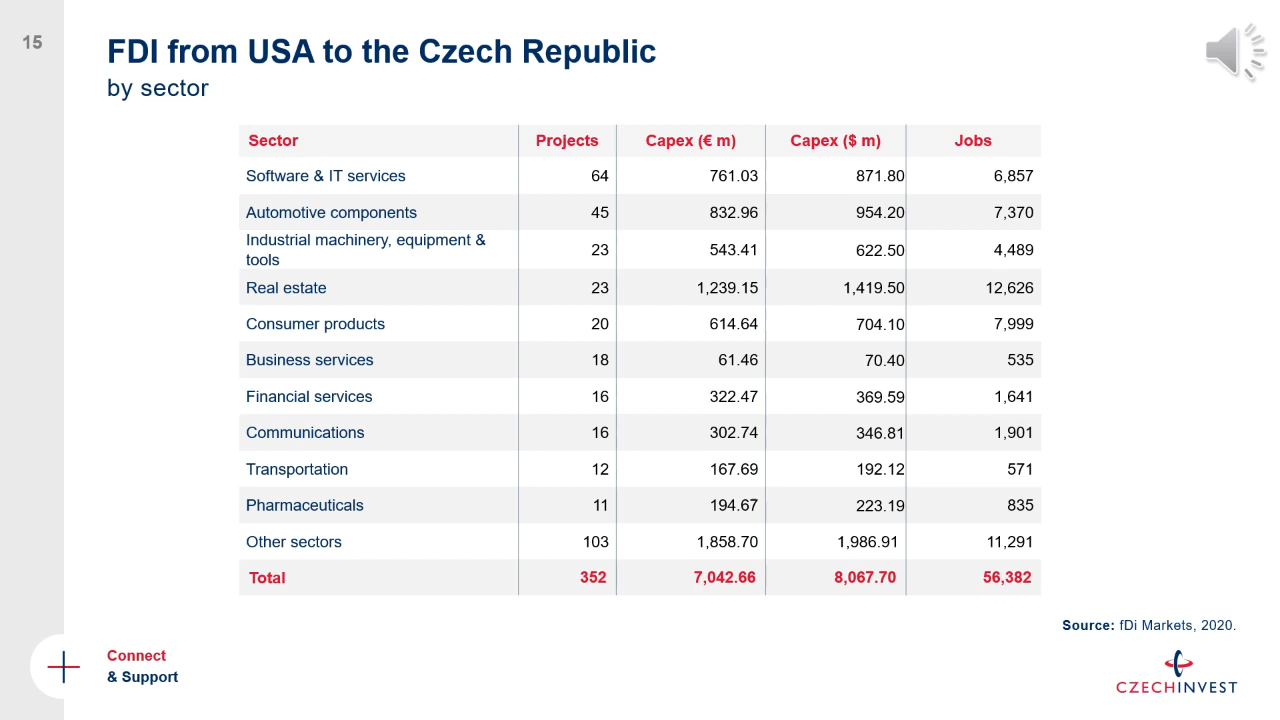 15
FDI from USA to the Czech Republic
by sector
Sector Projects Capex (€ m) Capex ($ m) Jobs
Software & IT services 64 761.03 871.80 6,857
Automotive components 45 832.96 954.20 7,370
Industrial machinery, equipment &
tools 23 543.41 622.50 4,489
Real estate 23 1,239.15 1,419.50 12,626
Consumer products 20 614.64 704.10 7,999
Business services 18 61.46 70.40 535
Financial services 16 322.47 369.59 1,641
Communications 16 302.74 346.81 1,901
Transportation 12 167.69 192.12 571
Pharmaceuticals 11 194.67 223.19 835
Other sectors 103 1,858.70 1,986.91 11,291
Total 352 7,042.66 8,067.70 56,382
Source: fDi Markets, 2020.
Connect
& Support
CZECHINVEST